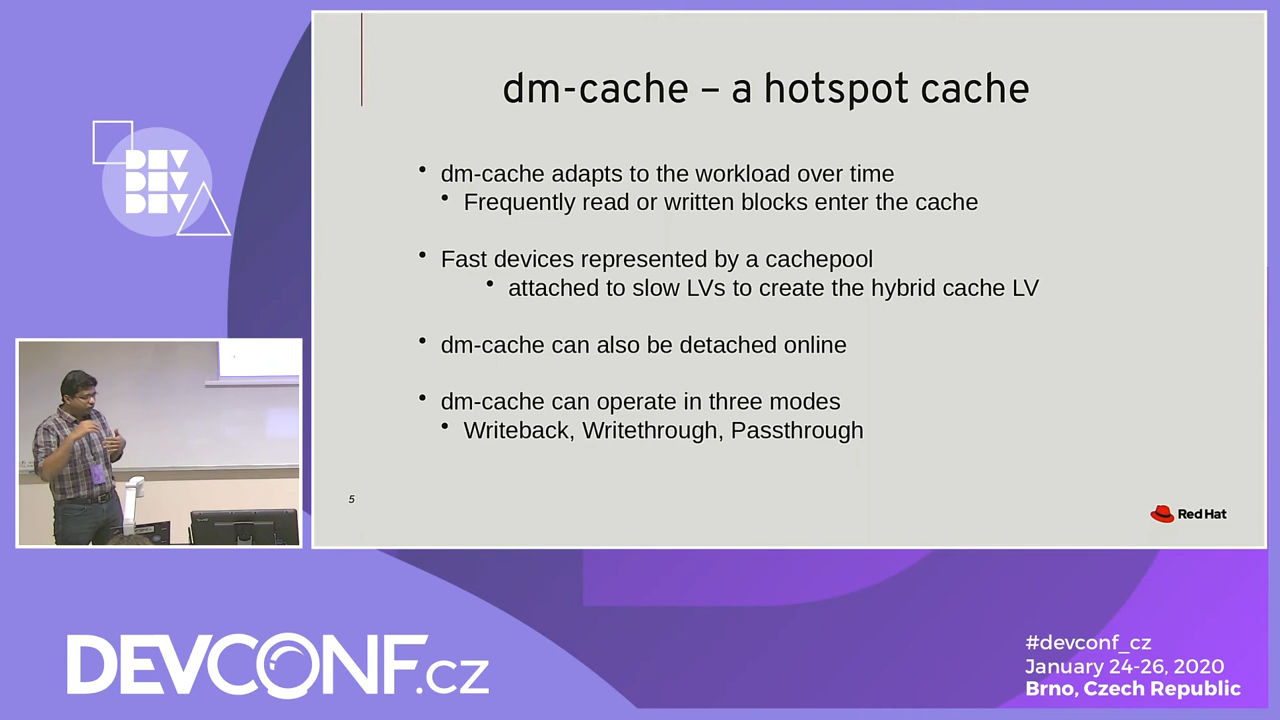 dm-cache – a hotspot cache
• dm-cache adapts to the workload over time
• Frequently read or written blocks enter the cache
• Fast devices represented by a cachepool
• attached to slow LVs to create the hybrid cache LV
• dm-cache can also be detached online
• dm-cache can operate in three modes
• Writeback, Writethrough, Passthrough
5
Red Hat
DEV
DEV
DEV
DEVCONF.cz
#devconf_cz
January 24-26, 2020
Brno, Czech Republic